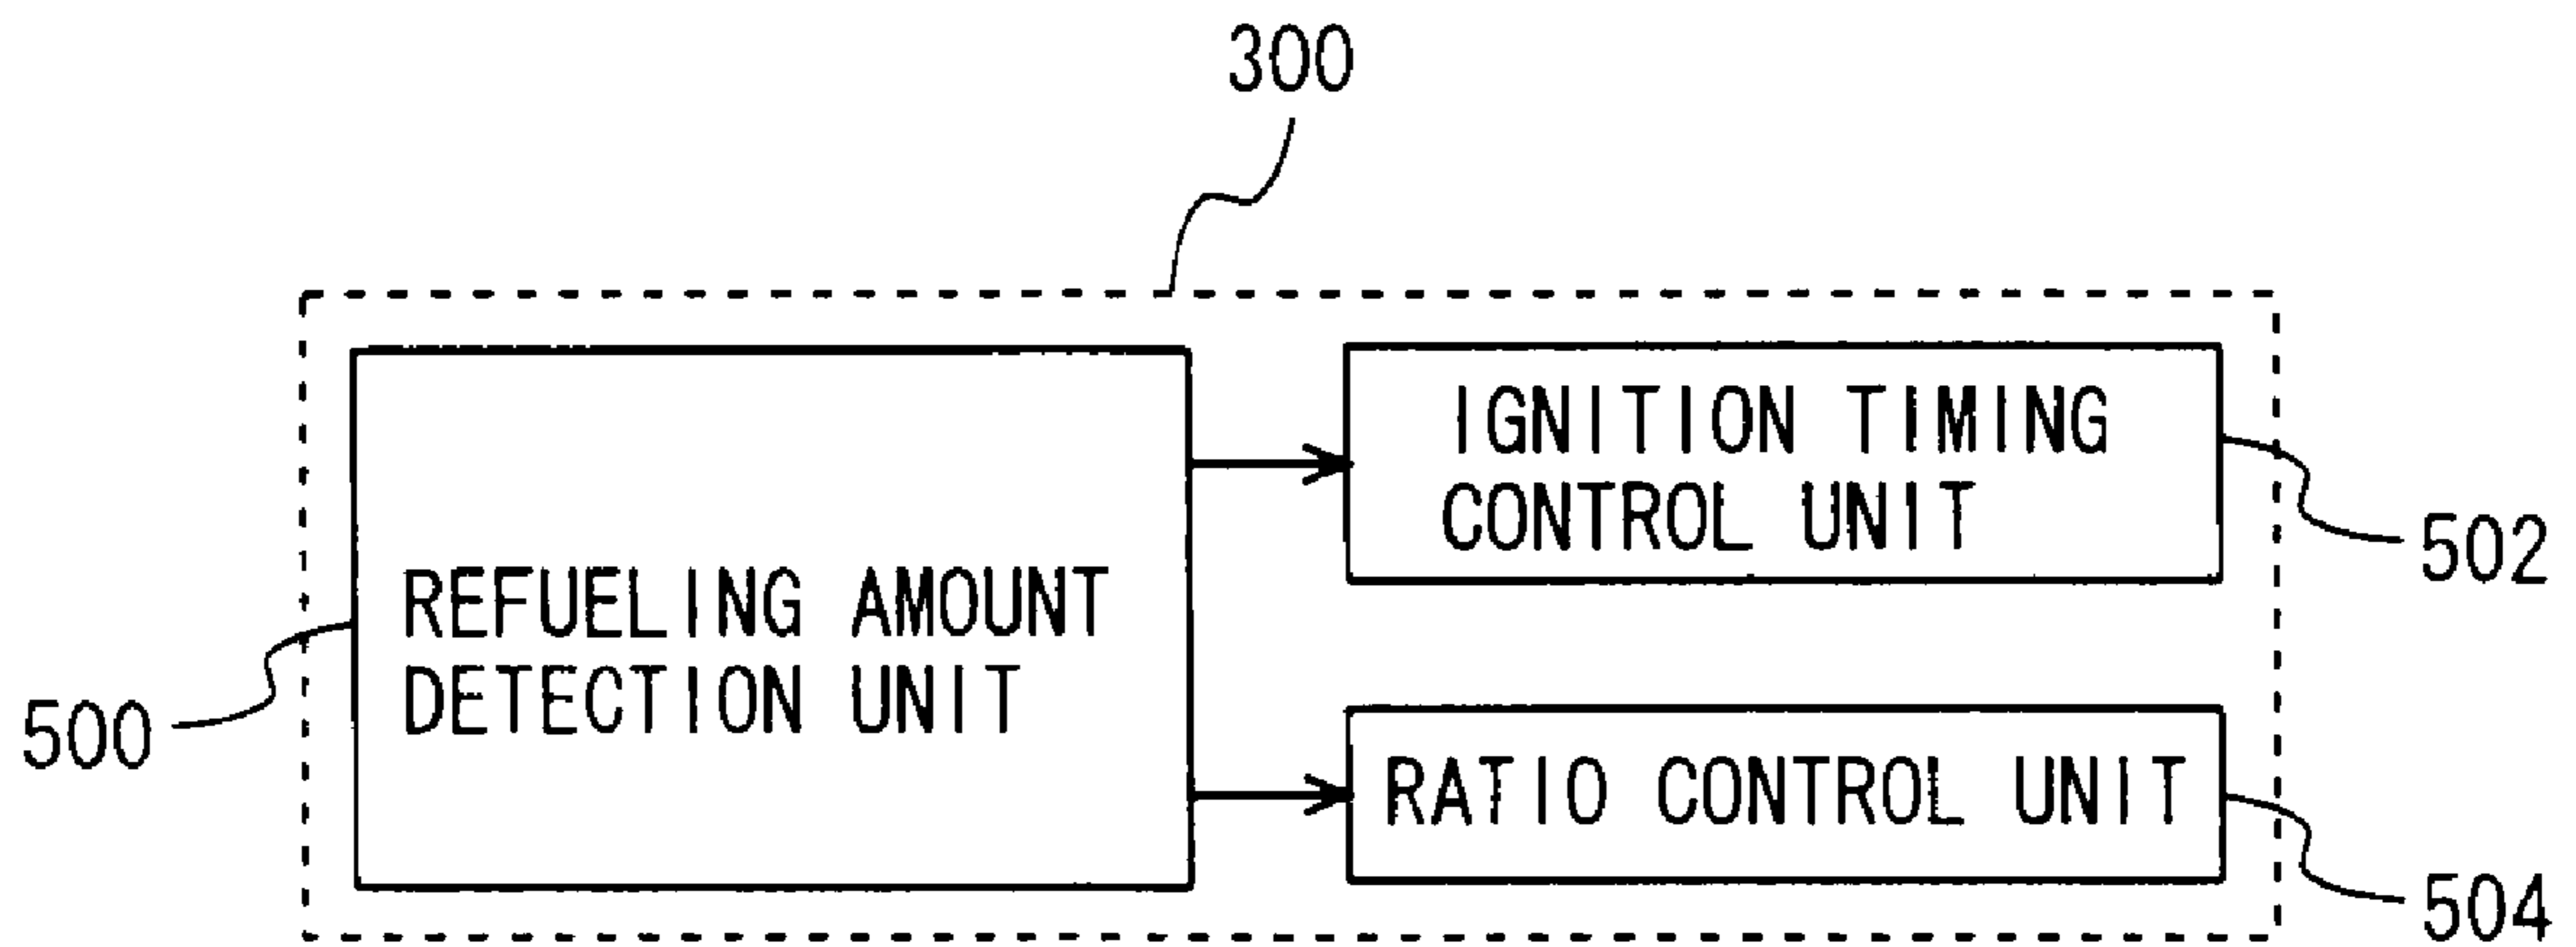 300
IGNITION TIMING
CONTROL UNIT
502
REFUELING AMOUNT
DETECTION UNIT
500
RATIO CONTROL UNIT
504